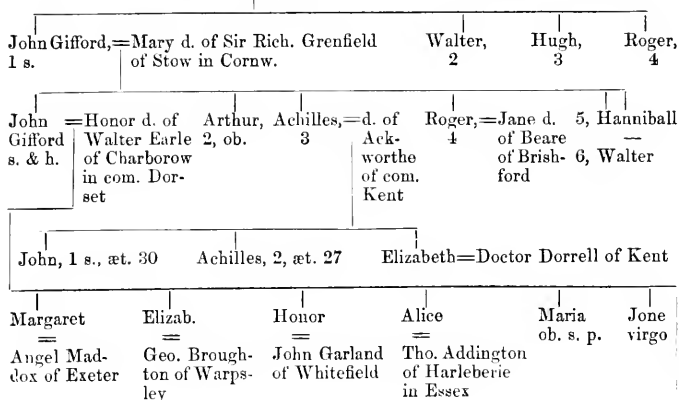 John Gifford,=Mary d. of Sir Rich. Grenfield Walter, Hugh, Roger,
1 s. of Stow in Cornw. 2 3 4
John =Honor d. of Arthur, Achilles,=d. of Roger,=Jane d. 5, Hanniball
Gifford Walter Earle 2, ob. 3 Ack- 4 of Beare —
s. & h. of Charborow worthe of Brish- 6, Walter
in com. Dor- of com. ford
set Kent
John, 1 s., æt. 30 Achilles, 2, æt. 27 Elizabeth=Doctor Dorrell of Kent
Margaret Elizab. Honor Alice Maria Jone
= = = = ob. s. p. virgo
Angel Mad- Geo. Brough- John Garland Tho. Addington
dox of Exeter ton of Warps- of Whitefield of Harleberie
ley in Essex